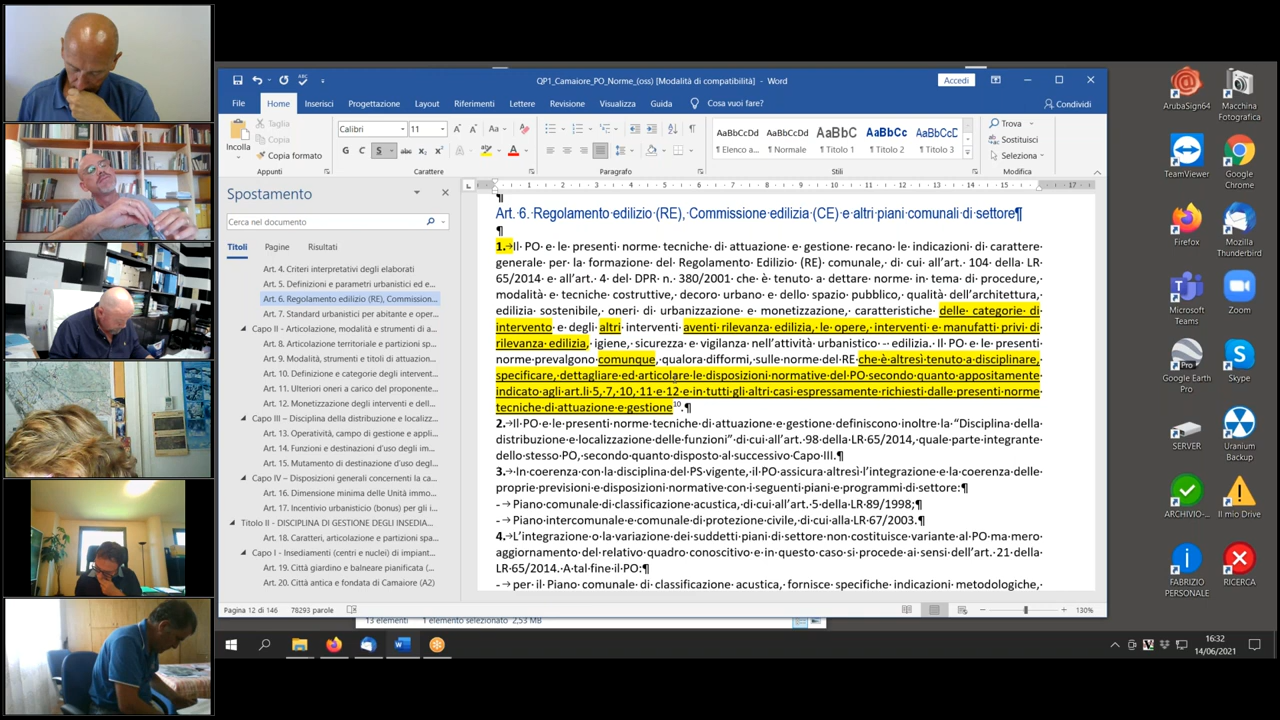 QP1_Camaiore_PO_Norme_(oss) [Modalità di compatibilità] - Word
Accedi
File Home Inserisci Progettazione Layout Riferimenti Lettere Revisione Visualizza Guida Cosa vuoi fare? Condividi
Incolla
Taglia
Copia
Copia formato
Calibri 11
G C S abc x₂ x² A A A Aa
AaBbCcDd AaBbCcDd AaBbC AaBbCc AaBbCcD
¶ Elenco a... ¶ Normale ¶ Titolo 1 ¶ Titolo 2 ¶ Titolo 3
Trova
Sostituisci
Seleziona
Appunti Carattere Paragrafo Stili Modifica
Spostamento
Cerca nel documento
Titoli Pagine Risultati
Art. 4. Criteri interpretativi degli elaborati
Art. 5. Definizioni e parametri urbanistici ed e...
Art. 6. Regolamento edilizio (RE), Commission...
Art. 7. Standard urbanistici per abitante e oper...
Capo II - Articolazione, modalità e strumenti di a...
Art. 8. Articolazione territoriale e partizioni sp...
Art. 9. Modalità, strumenti e titoli di attuazion...
Art. 10. Definizione e categorie degli intervent...
Art. 11. Ulteriori oneri a carico del proponente...
Art. 12. Monetizzazione degli interventi e dell...
Capo III – Disciplina della distribuzione e localizz...
Art. 13. Operatività, campo di gestione e appli...
Art. 14. Funzioni e destinazioni d'uso degli im...
Art. 15. Mutamento di destinazione d'uso degl...
Capo IV – Disposizioni generali concernenti la ca...
Art. 16. Dimensione minima delle Unità immo...
Art. 17. Incentivo urbanisticio (bonus) per gli i...
Titolo II - DISCIPLINA DI GESTIONE DEGLI INSEDIA...
Art. 18. Caratteri, articolazione e partizioni spa...
Capo I - Insediamenti (centri e nuclei) di impiant...
Art. 19. Città giardino e balneare pianificata (...
Art. 20. Città antica e fondata di Camaiore (A2)
1 2 3 4 5 6 7 8 9 10 11 12 13 14 15 17
¶
Art. 6. Regolamento edilizio (RE), Commissione edilizia (CE) e altri piani comunali di settore¶
¶
1.→Il PO e le presenti norme tecniche di attuazione e gestione recano le indicazioni di carattere
generale per la formazione del Regolamento Edilizio (RE) comunale, di cui all'art. 104 della LR
65/2014 e all'art. 4 del DPR n. 380/2001 che è tenuto a dettare norme in tema di procedure,
modalità e tecniche costruttive, decoro urbano e dello spazio pubblico, qualità dell'architettura,
edilizia sostenibile, oneri di urbanizzazione e monetizzazione, caratteristiche delle categorie di
intervento e degli altri interventi aventi rilevanza edilizia, le opere, interventi e manufatti privi di
rilevanza edilizia, igiene, sicurezza e vigilanza nell'attività urbanistico - edilizia. Il PO e le presenti
norme prevalgono comunque, qualora difformi, sulle norme del RE che è altresì tenuto a disciplinare,
specificare, dettagliare ed articolare le disposizioni normative del PO secondo quanto appositamente
indicato agli art.li 5, 7, 10, 11 e 12 e in tutti gli altri casi espressamente richiesti dalle presenti norme
tecniche di attuazione e gestione10.¶
2.→Il PO e le presenti norme tecniche di attuazione e gestione definiscono inoltre la “Disciplina della
distribuzione e localizzazione delle funzioni” di cui all'art. 98 della LR 65/2014, quale parte integrante
dello stesso PO, secondo quanto disposto al successivo Capo III.¶
3.→In coerenza con la disciplina del PS vigente, il PO assicura altresì l'integrazione e la coerenza delle
proprie previsioni e disposizioni normative con i seguenti piani e programmi di settore:¶
-→Piano comunale di classificazione acustica, di cui all'art. 5 della LR 89/1998;¶
-→Piano intercomunale e comunale di protezione civile, di cui alla LR 67/2003.¶
4.→L'integrazione o la variazione dei suddetti piani di settore non costituisce variante al PO ma mero
aggiornamento del relativo quadro conoscitivo e in questo caso si procede ai sensi dell'art. 21 della
LR 65/2014. A tal fine il PO:¶
-→per il Piano comunale di classificazione acustica, fornisce specifiche indicazioni metodologiche,
Pagina 12 di 146 78293 parole 130%
13 elementi 1 elemento selezionato 2,53 MB
ArubaSign64
Macchina
Fotografica
TeamViewer
Google
Chrome
Firefox
Mozilla
Thunderbird
Microsoft
Teams
Zoom
Google Earth
Pro
Skype
SERVER
Uranium
Backup
ARCHIVIO-...
Il mio Drive
FABRIZIO
PERSONALE
RICERCA
16:32
14/06/2021